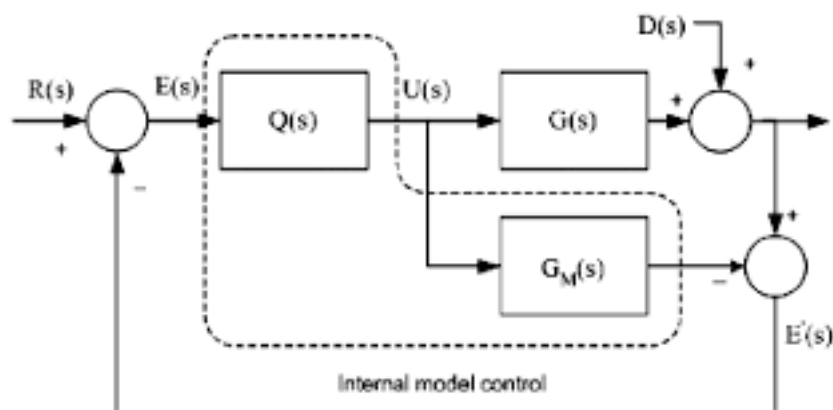 D(s)
R(s)
E(s)
U(s)
+
+
+
Q(s)
G(s)
−
+
G_M(s)
−
E'(s)
Internal model control